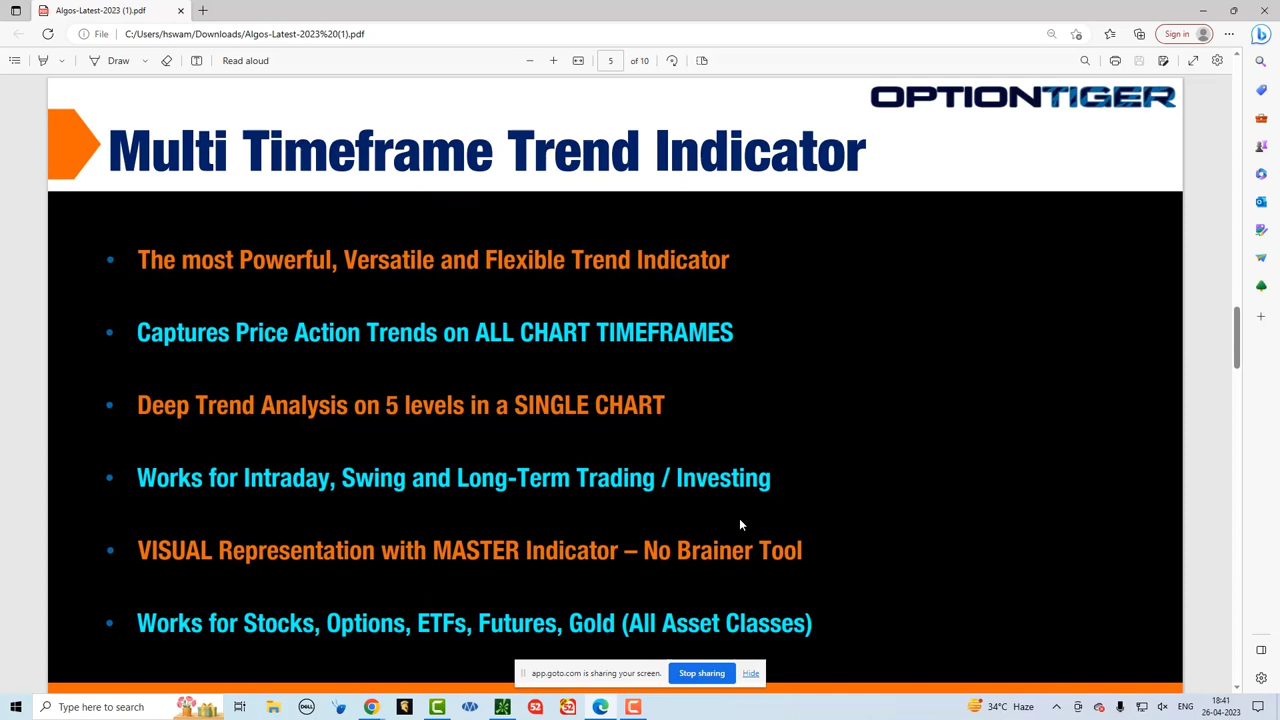 Algos-Latest-2023 (1).pdf
File
C:/Users/hswam/Downloads/Algos-Latest-2023%20(1).pdf
Sign in
Draw
Read aloud
5 of 10
OPTIONTIGER
Multi Timeframe Trend Indicator
• The most Powerful, Versatile and Flexible Trend Indicator
• Captures Price Action Trends on ALL CHART TIMEFRAMES
• Deep Trend Analysis on 5 levels in a SINGLE CHART
• Works for Intraday, Swing and Long-Term Trading / Investing
• VISUAL Representation with MASTER Indicator – No Brainer Tool
• Works for Stocks, Options, ETFs, Futures, Gold (All Asset Classes)
app.goto.com is sharing your screen. Stop sharing Hide
Type here to search
34°C Haze
ENG
18:41
26-04-2023